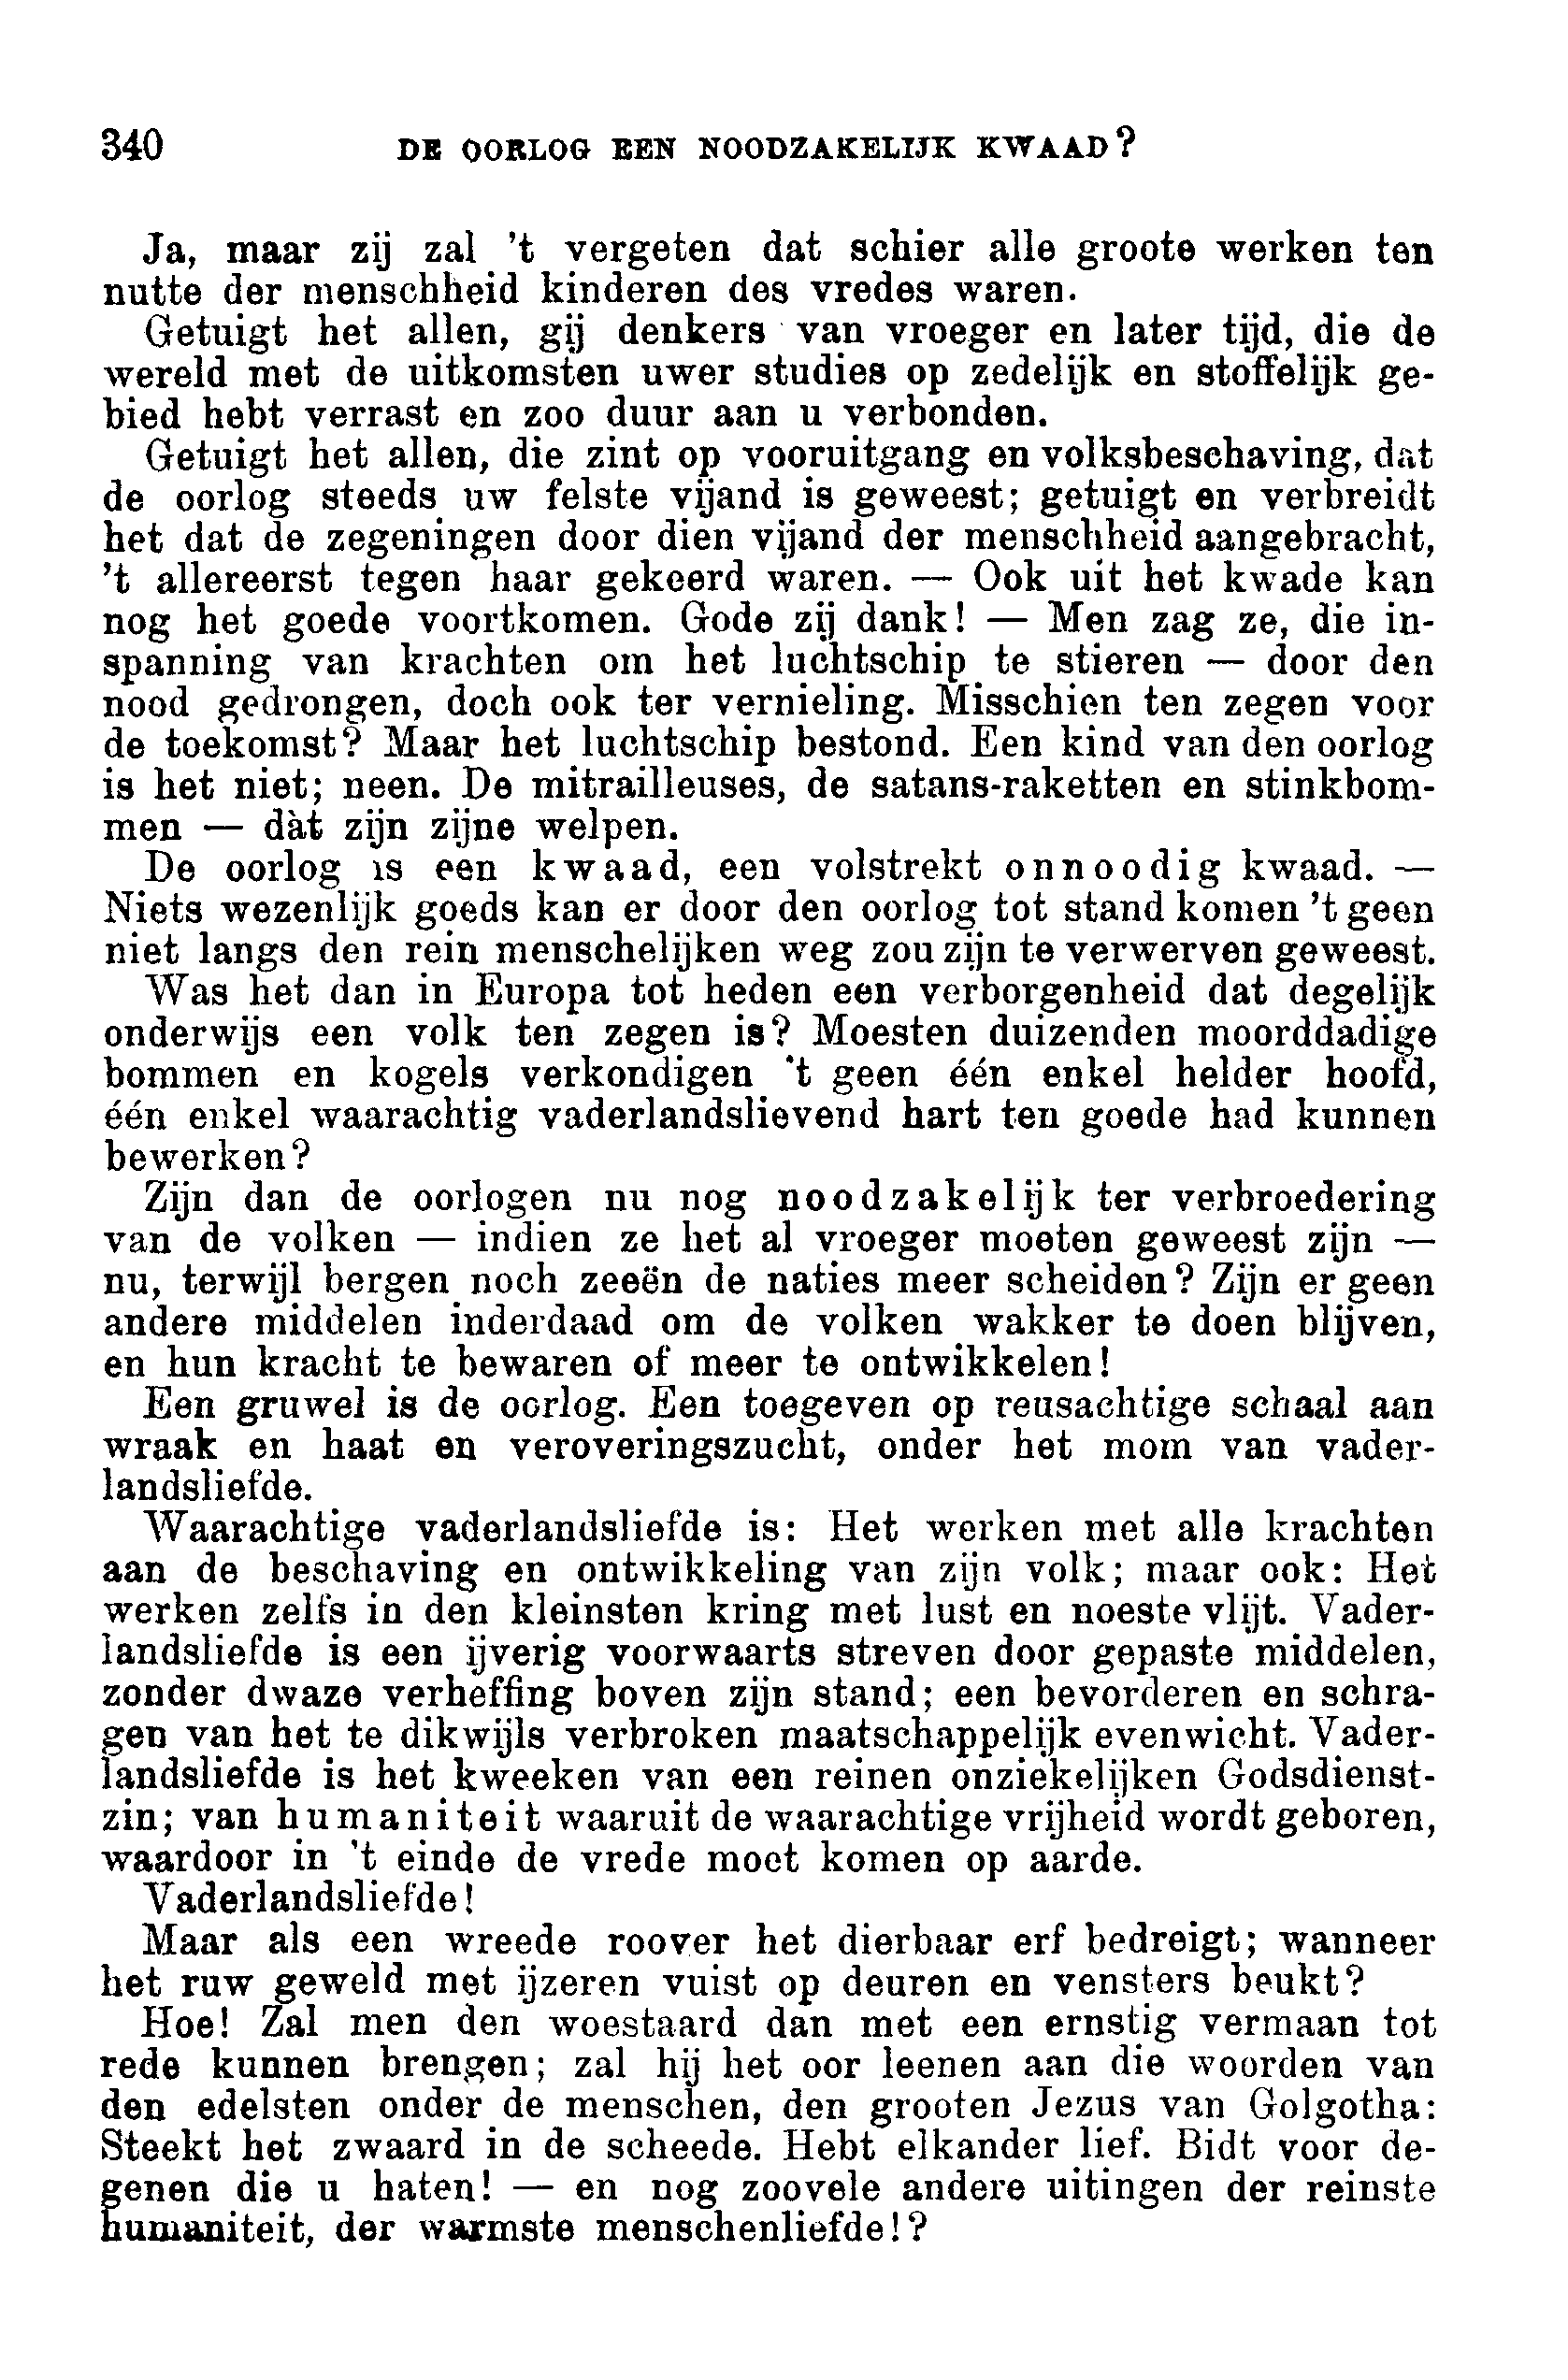 340 DE OORLOG EEN NOODZAKELIJK KWAAD?
Ja, maar zij zal 't vergeten dat schier alle groote werken ten
nutte der menschheid kinderen des vredes waren.
Getuigt het allen, gij denkers van vroeger en later tijd, die de
wereld met de uitkomsten uwer studies op zedelijk en stoffelijk ge-
bied hebt verrast en zoo duur aan u verbonden.
Getuigt het allen, die zint op vooruitgang en volksbeschaving, dat
de oorlog steeds uw felste vijand is geweest; getuigt en verbreidt
het dat de zegeningen door dien vijand der menschheid aangebracht,
't allereerst tegen haar gekeerd waren. — Ook uit het kwade kan
nog het goede voortkomen. Gode zij dank! — Men zag ze, die in-
spanning van krachten om het luchtschip te stieren — door den
nood gedrongen, doch ook ter vernieling. Misschien ten zegen voor
de toekomst? Maar het luchtschip bestond. Een kind van den oorlog
is het niet; neen. De mitrailleuses, de satans-raketten en stinkbom-
men — dàt zijn zijne welpen.
De oorlog is een kwaad, een volstrekt onnoodig kwaad. —
Niets wezenlijk goeds kan er door den oorlog tot stand komen 't geen
niet langs den rein menschelijken weg zou zijn te verwerven geweest.
Was het dan in Europa tot heden een verborgenheid dat degelijk
onderwijs een volk ten zegen is? Moesten duizenden moorddadige
bommen en kogels verkondigen 't geen één enkel helder hoofd,
één enkel waarachtig vaderlandslievend hart ten goede had kunnen
bewerken?
Zijn dan de oorlogen nu nog noodzakelijk ter verbroedering
van de volken — indien ze het al vroeger moeten geweest zijn —
nu, terwijl bergen noch zeeën de naties meer scheiden? Zijn er geen
andere middelen inderdaad om de volken wakker te doen blijven,
en hun kracht te bewaren of meer te ontwikkelen!
Een gruwel is de oorlog. Een toegeven op reusachtige schaal aan
wraak en haat en veroveringszucht, onder het mom van vader-
landsliefde.
Waarachtige vaderlandsliefde is: Het werken met alle krachten
aan de beschaving en ontwikkeling van zijn volk; maar ook: Het
werken zelfs in den kleinsten kring met lust en noeste vlijt. Vader-
landsliefde is een ijverig voorwaarts streven door gepaste middelen,
zonder dwaze verheffing boven zijn stand; een bevorderen en schra-
gen van het te dikwijls verbroken maatschappelijk evenwicht. Vader-
landsliefde is het kweeken van een reinen onziekelijken Godsdienst-
zin; van humaniteit waaruit de waarachtige vrijheid wordt geboren,
waardoor in 't einde de vrede moet komen op aarde.
Vaderlandsliefde!
Maar als een wreede roover het dierbaar erf bedreigt; wanneer
het ruw geweld met ijzeren vuist op deuren en vensters beukt?
Hoe! Zal men den woestaard dan met een ernstig vermaan tot
rede kunnen brengen; zal hij het oor leenen aan die woorden van
den edelsten onder de menschen, den grooten Jezus van Golgotha:
Steekt het zwaard in de scheede. Hebt elkander lief. Bidt voor de-
genen die u haten! — en nog zoovele andere uitingen der reinste
humaniteit, der warmste menschenliefde!?